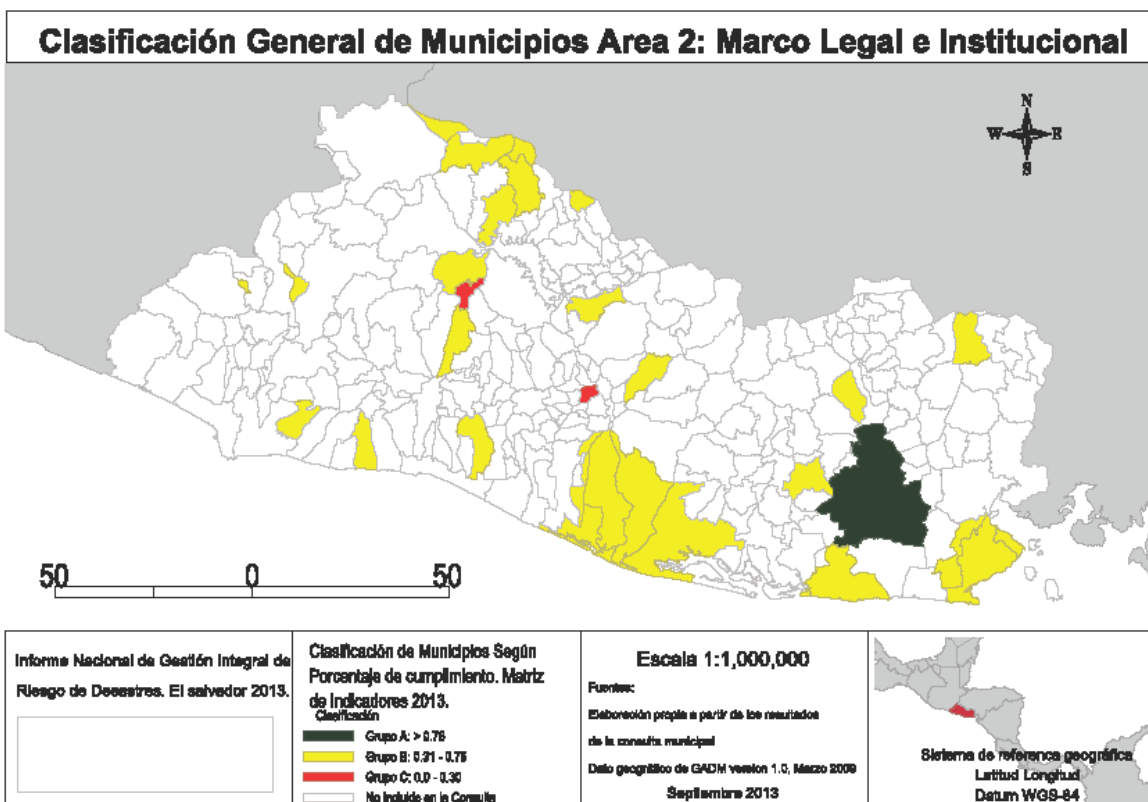 Clasificación General de Municipios Area 2: Marco Legal e Institucional
N
W E
S
50 0 50
Informe Nacional de Gestión Integral de
Riesgo de Desastres. El salvador 2013.
Clasificación de Municipios Según
Porcentaje de cumplimiento. Matriz
de Indicadores 2013.
Clasificación
Grupo A: > 0.76
Grupo B: 0.31 - 0.75
Grupo C: 0.0 - 0.30
No Incluido en la Consulta
Escala 1:1,000,000
Fuentes:
Elaboración propia a partir de los resultados
de la consulta municipal
Dato geográfico de GADM version 1.0, Marzo 2009
Septiembre 2013
Sistema de reference geográfica
Latitud Longitud
Datum WGS-84